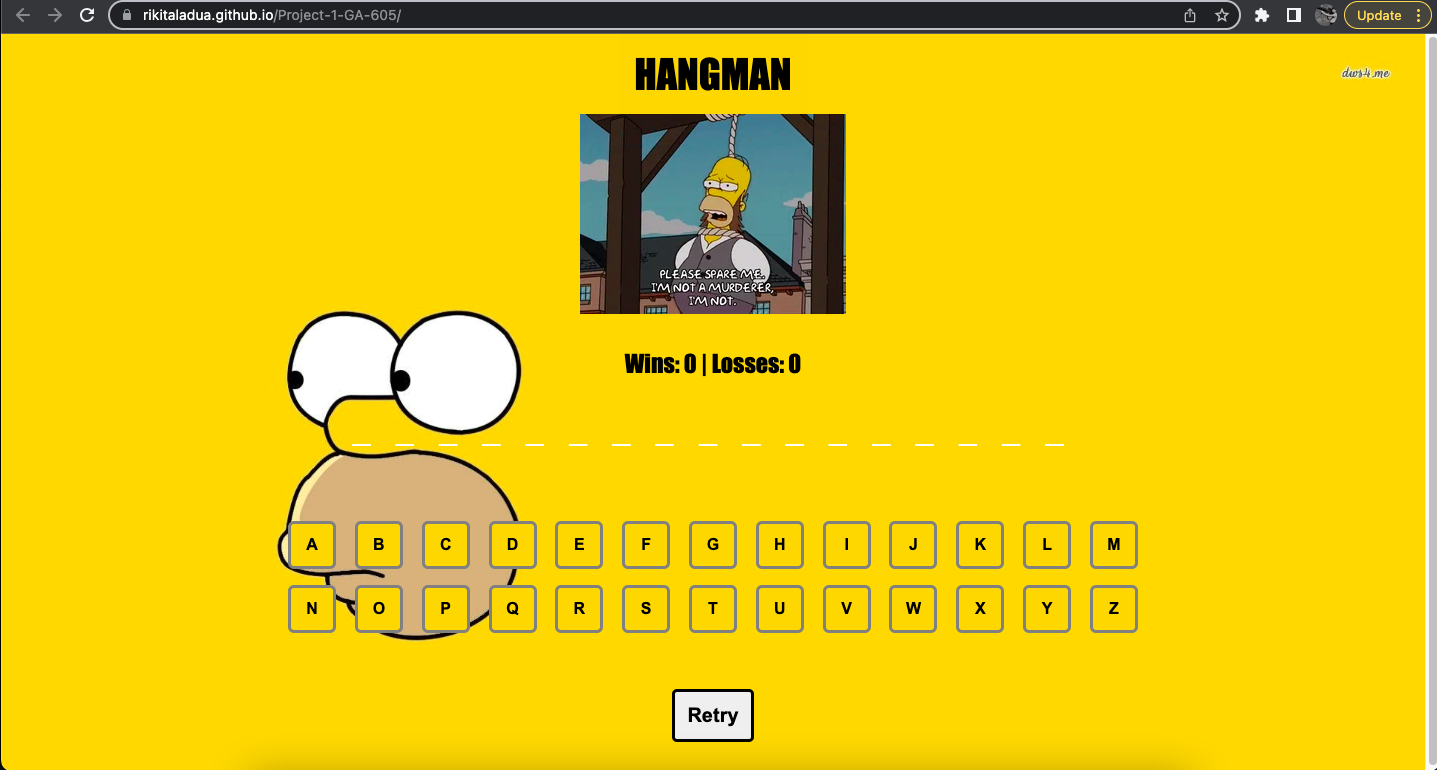 rikitaladua.github.io/Project-1-GA-605/
Update
HANGMAN
dws4.me
PLEASE SPARE ME.
I'M NOT A MURDERER,
I'M NOT.
Wins: 0 | Losses: 0
_ _ _ _ _ _ _ _ _ _ _ _ _ _ _ _ _
A B C D E F G H I J K L M
N O P Q R S T U V W X Y Z
Retry